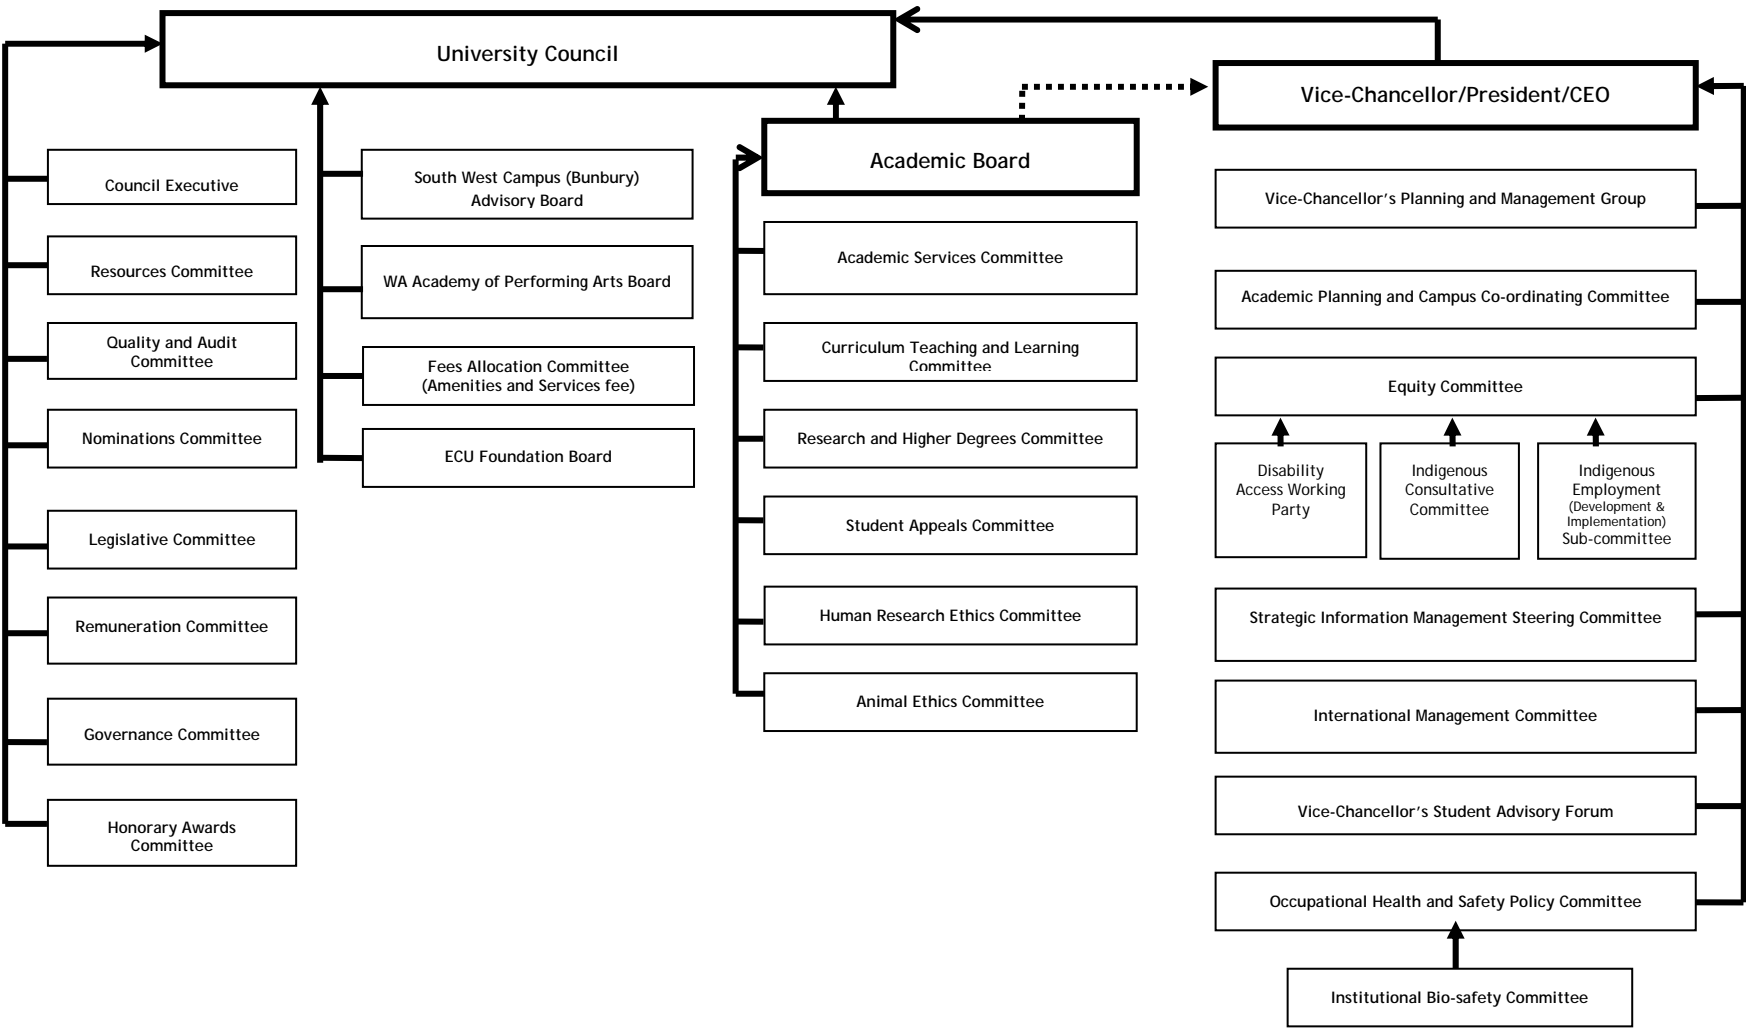 University Council
Vice-Chancellor/President/CEO
Academic Board
Council Executive
Resources Committee
Quality and Audit
Committee
Nominations Committee
Legislative Committee
Remuneration Committee
Governance Committee
Honorary Awards
Committee
South West Campus (Bunbury)
Advisory Board
WA Academy of Performing Arts Board
Fees Allocation Committee
(Amenities and Services fee)
ECU Foundation Board
Academic Services Committee
Curriculum Teaching and Learning
Committee
Research and Higher Degrees Committee
Student Appeals Committee
Human Research Ethics Committee
Animal Ethics Committee
Vice-Chancellor's Planning and Management Group
Academic Planning and Campus Co-ordinating Committee
Equity Committee
Disability
Access Working
Party
Indigenous
Consultative
Committee
Indigenous
Employment
(Development &
Implementation)
Sub-committee
Strategic Information Management Steering Committee
International Management Committee
Vice-Chancellor's Student Advisory Forum
Occupational Health and Safety Policy Committee
Institutional Bio-safety Committee